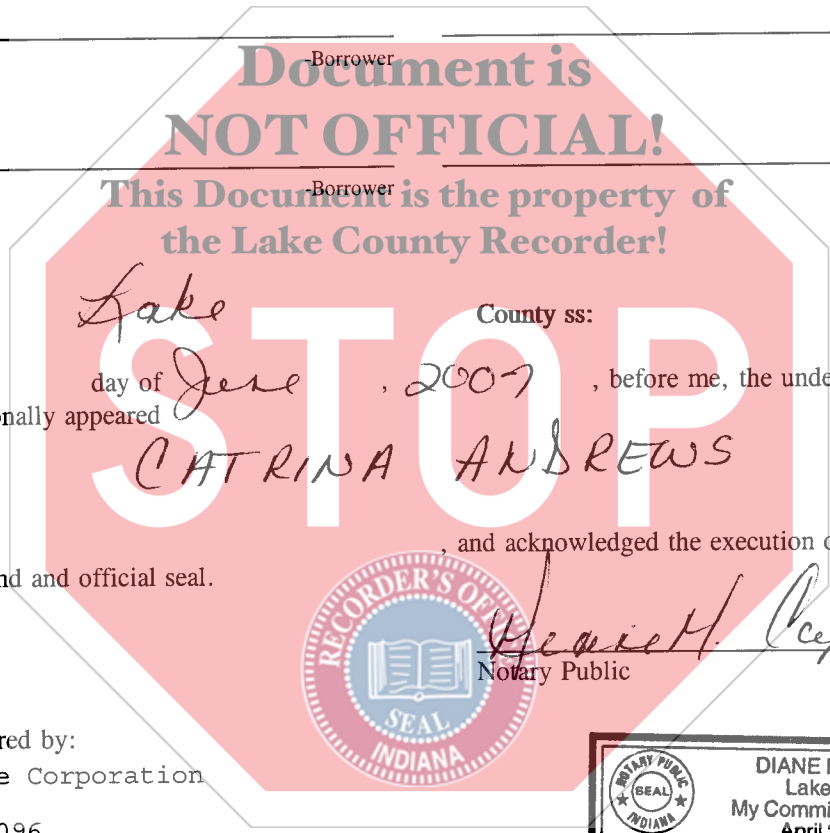 -Borrower
Document is
NOT OFFICIAL!
-Borrower
This Document is the property of
the Lake County Recorder!
STOP
Lake County ss:
day of June , 2007 , before me, the unde
onally appeared
CATRINA ANDREWS
, and acknowledged the execution o
nd and official seal.
RECORDER'S OFFICE
SEAL
INDIANA
M.
Notary Public
red by:
e Corporation
096
NOTARY PUBLIC
SEAL
INDIANA
DIANE
Lake
My Commi
April